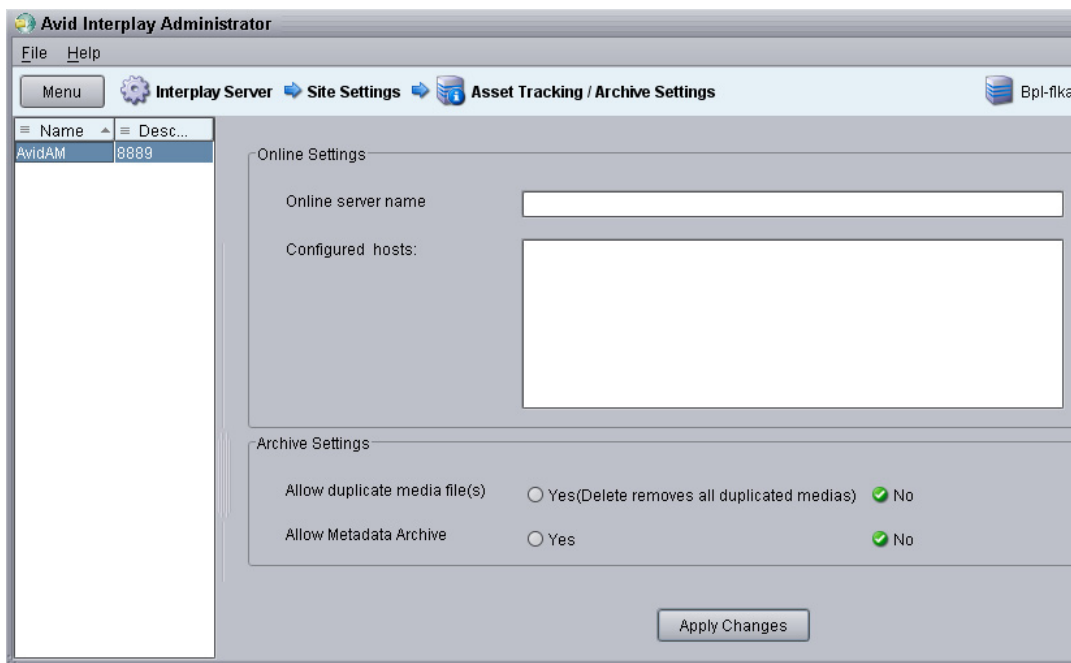 Avid Interplay Administrator
File Help
Menu Interplay Server Site Settings Asset Tracking / Archive Settings Bpl-flka
Name Desc...
AvidAM 8889
Online Settings
Online server name
Configured hosts:
Archive Settings
Allow duplicate media file(s) Yes(Delete removes all duplicated medias) No
Allow Metadata Archive Yes No
Apply Changes